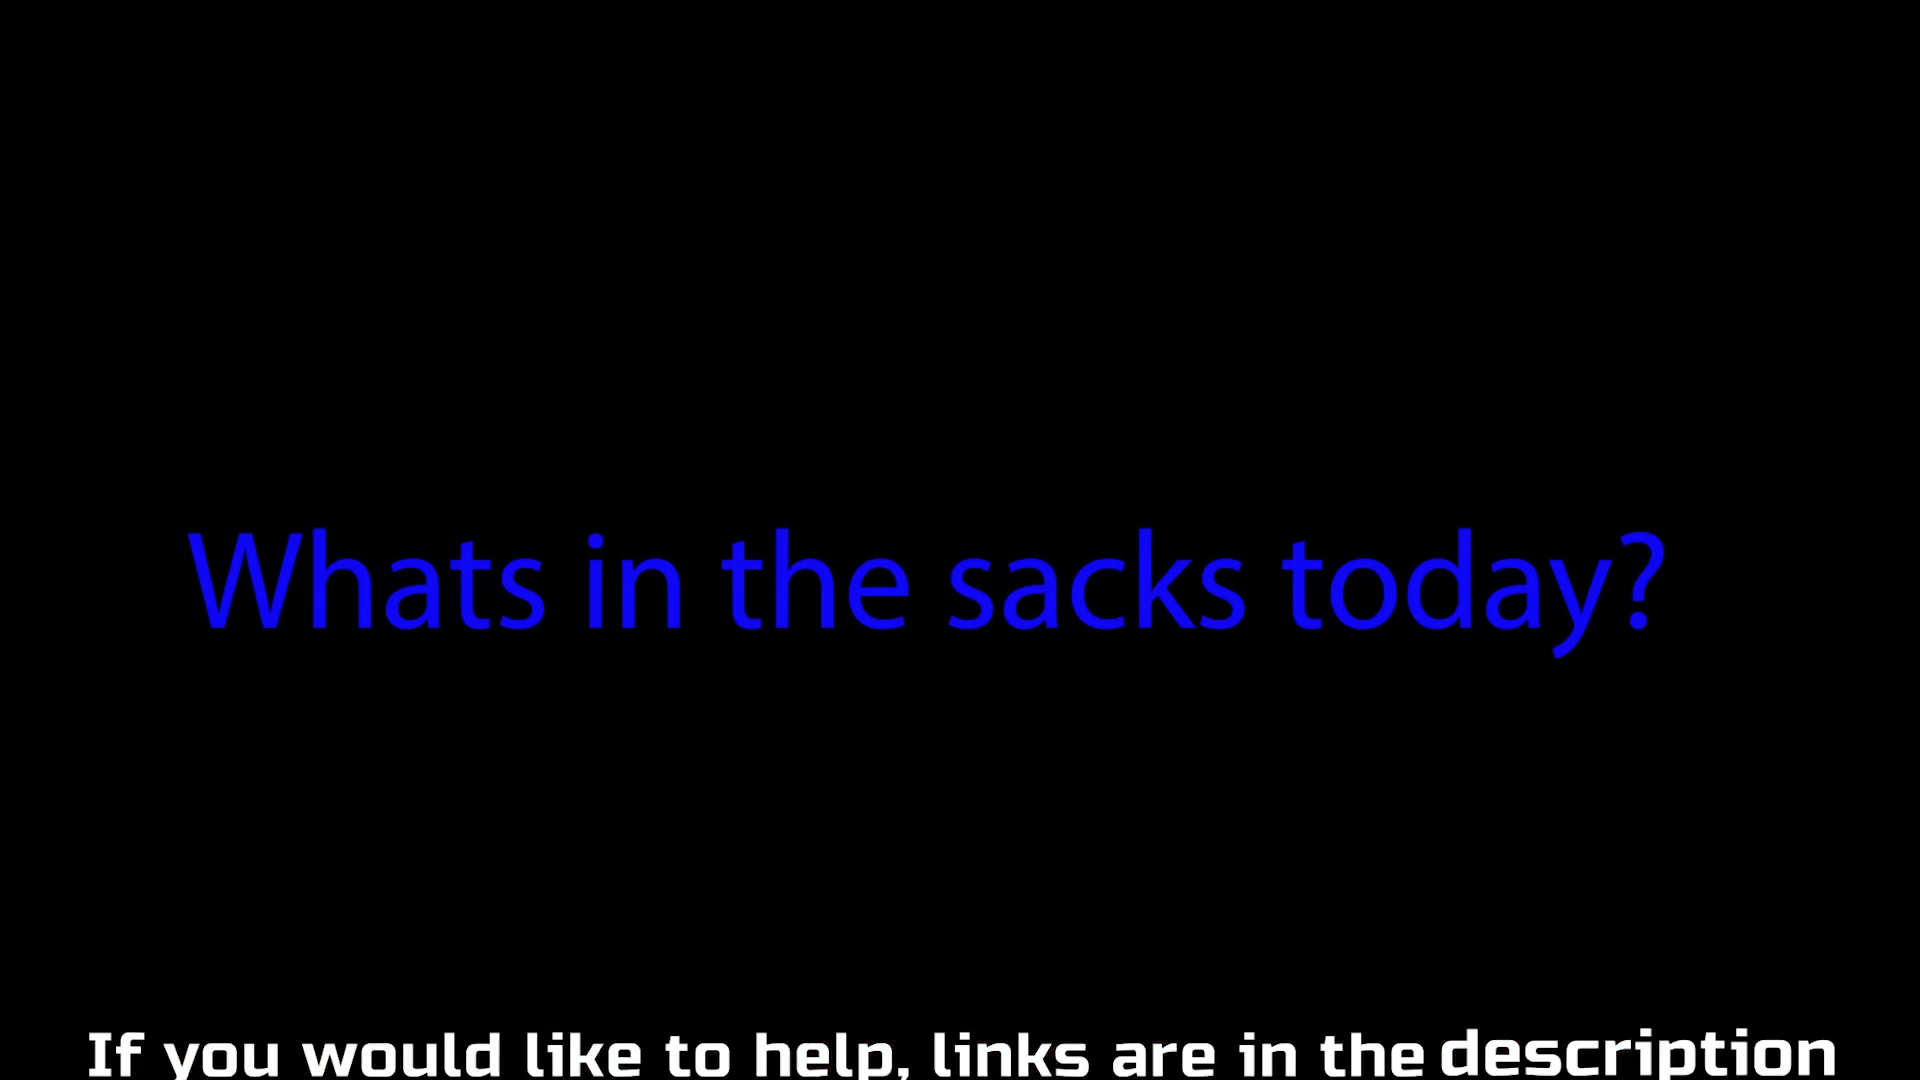 Whats in the sacks today?
If you would like to help, links are in the description